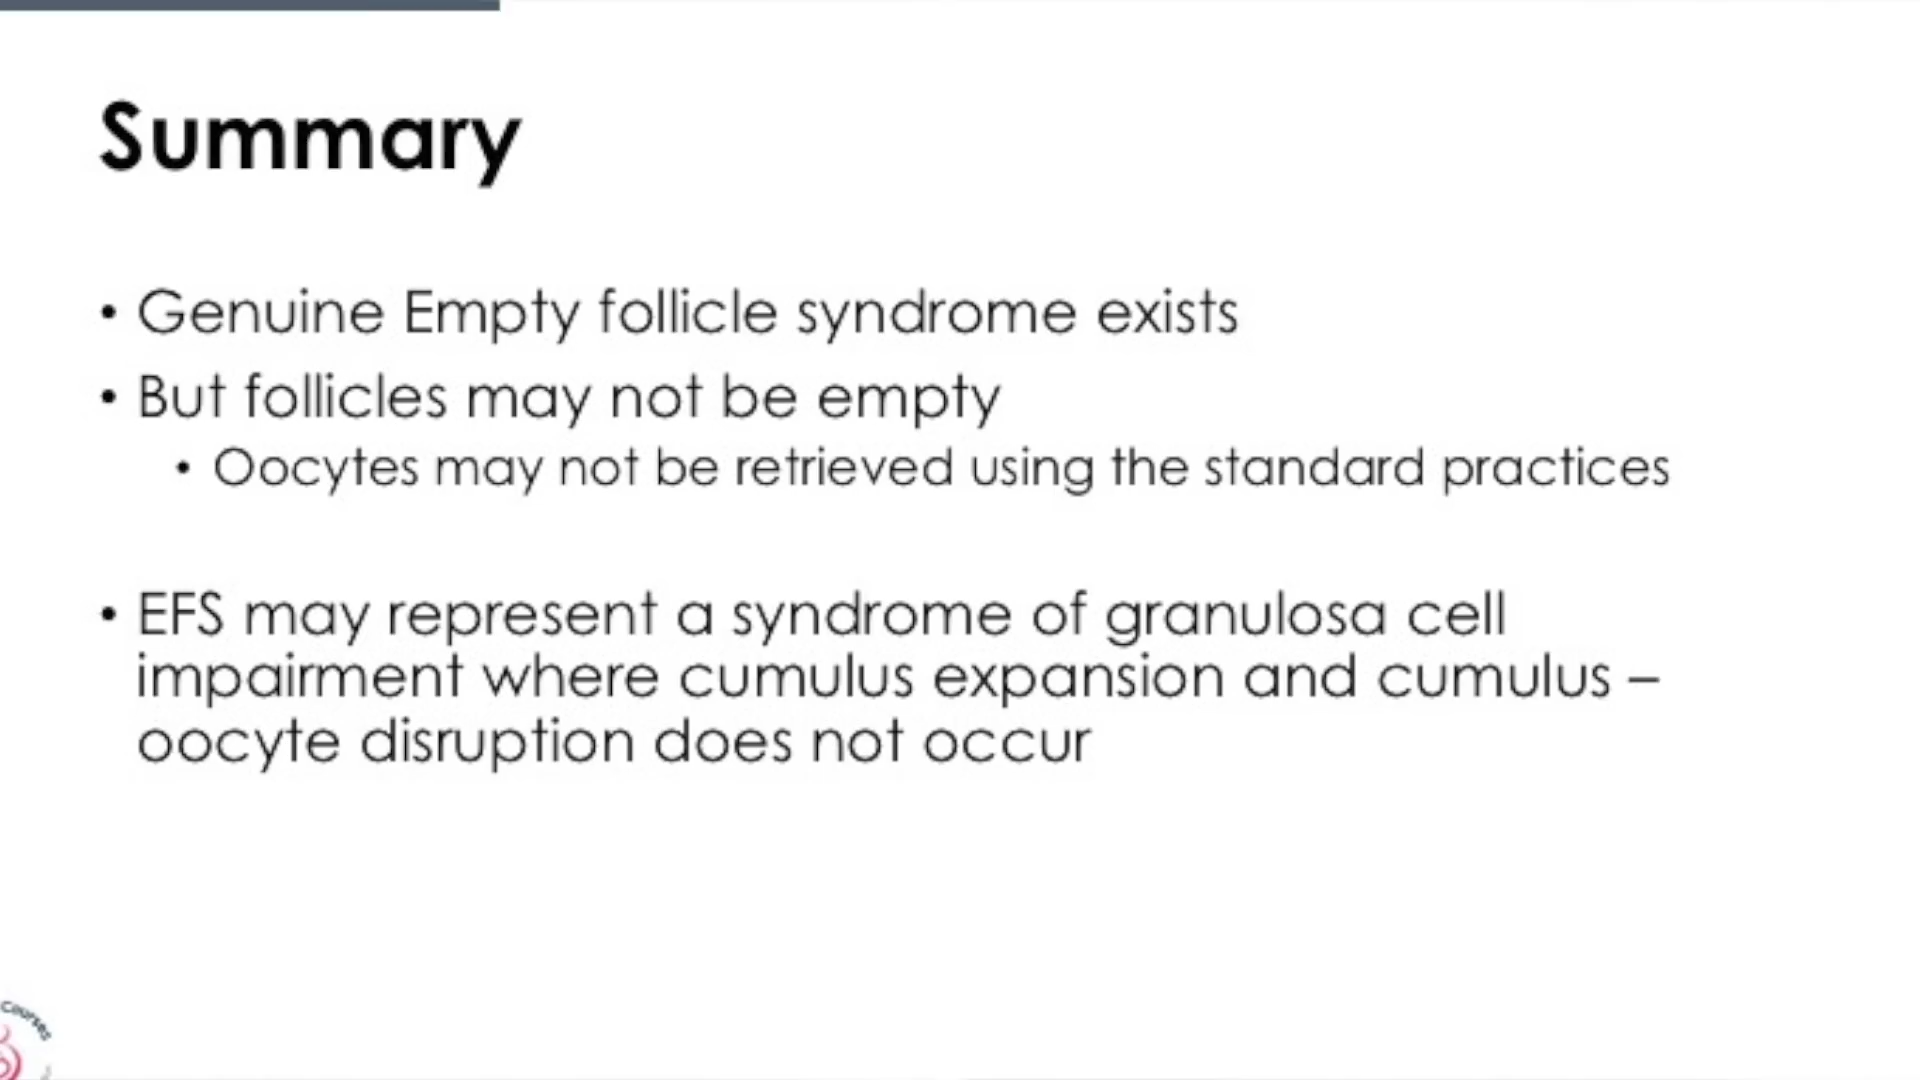 Summary
• Genuine Empty follicle syndrome exists
• But follicles may not be empty
• Oocytes may not be retrieved using the standard practices
• EFS may represent a syndrome of granulosa cell
impairment where cumulus expansion and cumulus –
oocyte disruption does not occur
Courses